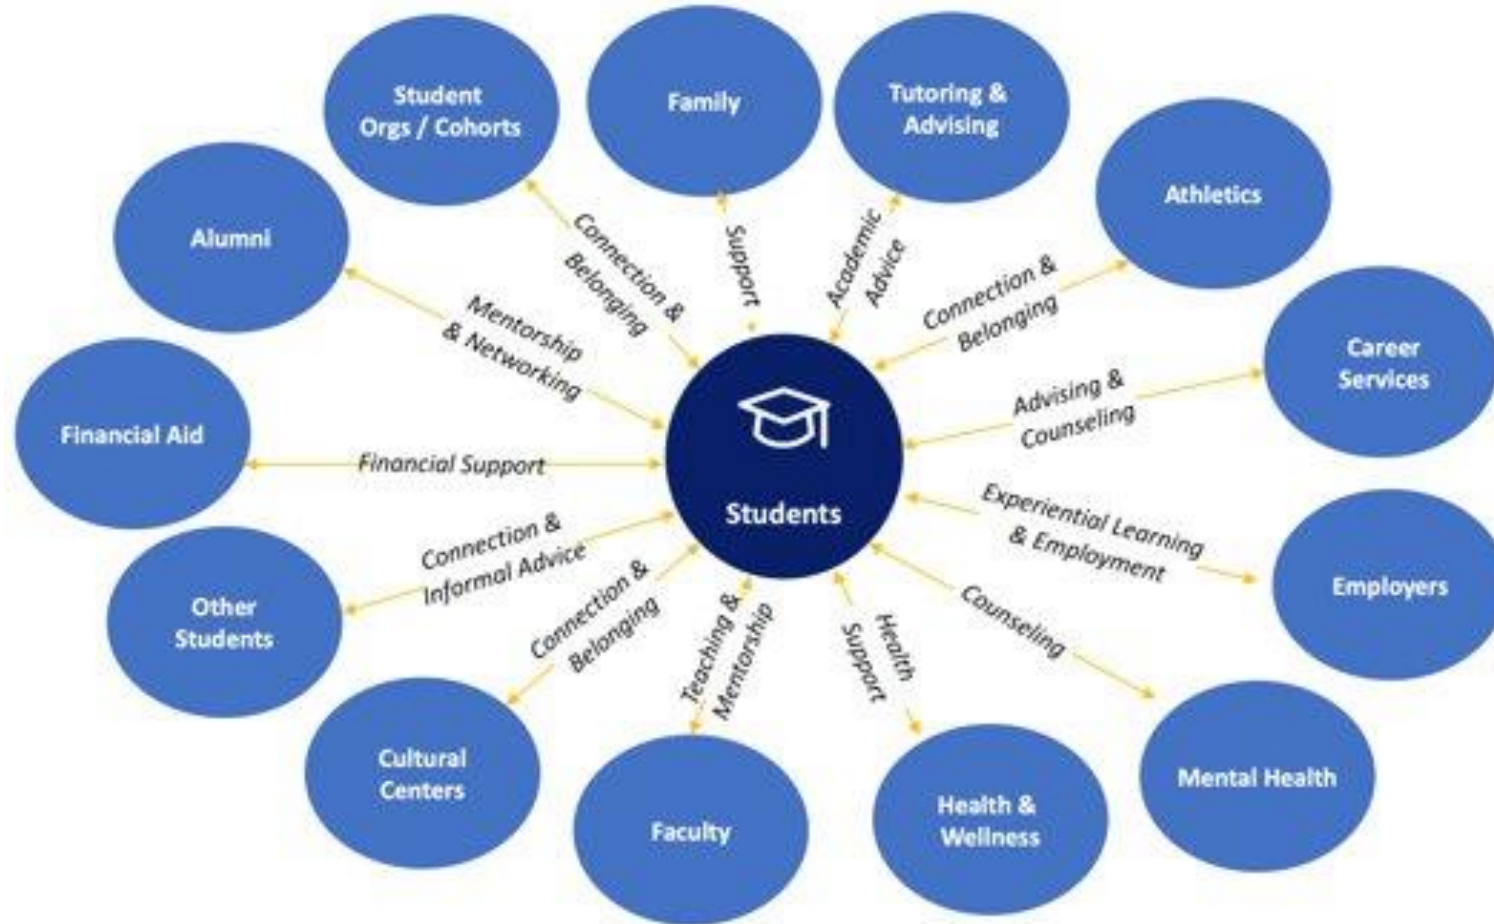 Student
Orgs / Cohorts
Family
Tutoring &
Advising
Athletics
Alumni
Career
Services
Financial Aid
Employers
Other
Students
Mental Health
Cultural
Centers
Faculty
Health &
Wellness
Students
Connection &
Belonging
Support
Academic
Advice
Connection &
Belonging
Mentorship
& Networking
Advising &
Counseling
Financial Support
Experiential Learning
& Employment
Connection &
Informal Advice
Counseling
Connection &
Belonging
Teaching &
Mentorship
Health
Support